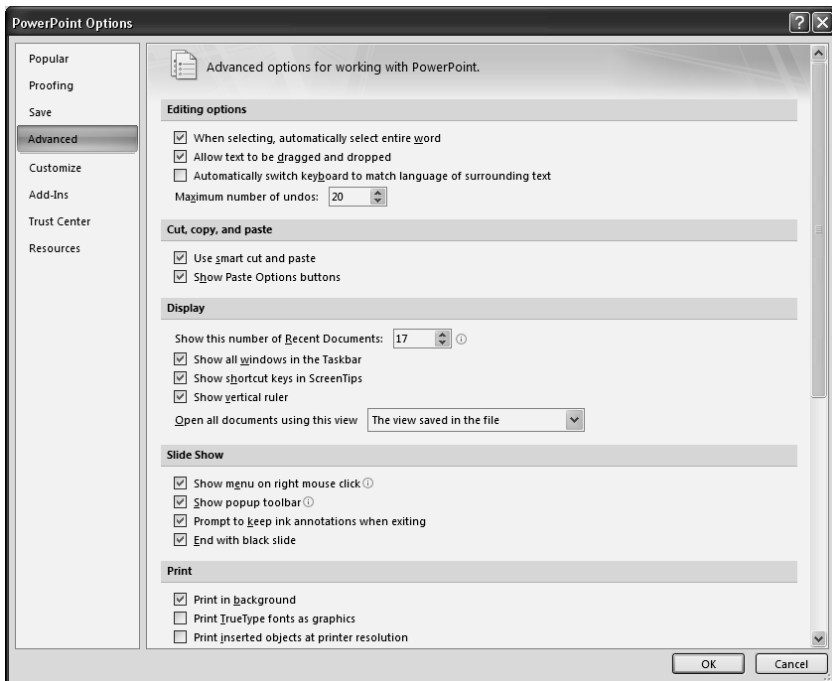 PowerPoint Options
Popular
Proofing
Save
Advanced
Customize
Add-Ins
Trust Center
Resources
Advanced options for working with PowerPoint.
Editing options
When selecting, automatically select entire word
Allow text to be dragged and dropped
Automatically switch keyboard to match language of surrounding text
Maximum number of undos: 20
Cut, copy, and paste
Use smart cut and paste
Show Paste Options buttons
Display
Show this number of Recent Documents: 17
Show all windows in the Taskbar
Show shortcut keys in ScreenTips
Show vertical ruler
Open all documents using this view The view saved in the file
Slide Show
Show menu on right mouse click
Show popup toolbar
Prompt to keep ink annotations when exiting
End with black slide
Print
Print in background
Print TrueType fonts as graphics
Print inserted objects at printer resolution
OK Cancel